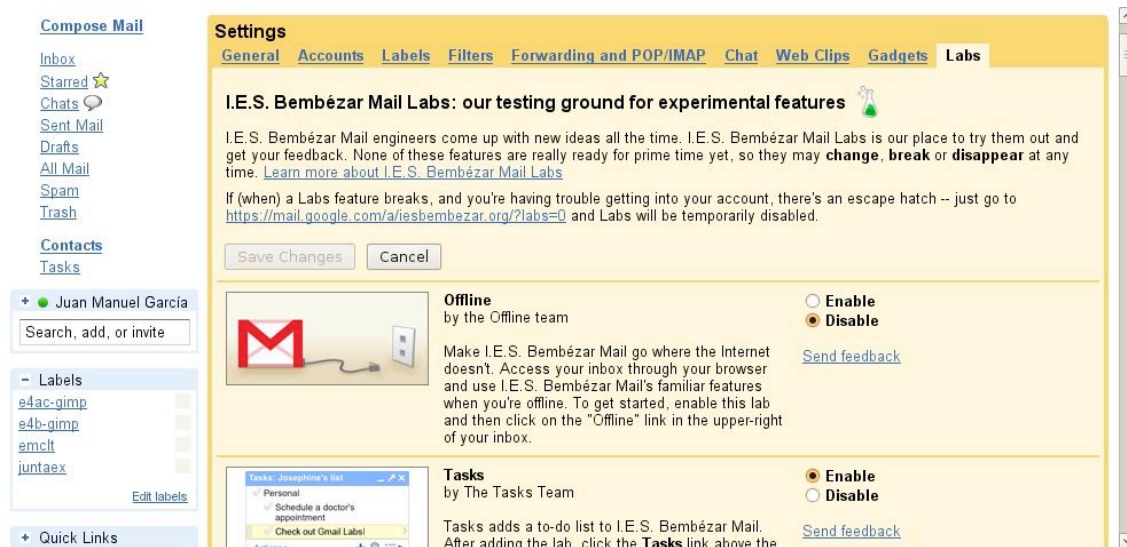 Compose Mail
Inbox
Starred
Chats
Sent Mail
Drafts
All Mail
Spam
Trash
Contacts
Tasks
Juan Manuel García
Search, add, or invite
Labels
e4ac-gimp
e4b-gimp
emclt
juntaex
Edit labels
Quick Links
Settings
General Accounts Labels Filters Forwarding and POP/IMAP Chat Web Clips Gadgets Labs
I.E.S. Bembézar Mail Labs: our testing ground for experimental features
I.E.S. Bembézar Mail engineers come up with new ideas all the time. I.E.S. Bembézar Mail Labs is our place to try them out and
get your feedback. None of these features are really ready for prime time yet, so they may change, break or disappear at any
time. Learn more about I.E.S. Bembézar Mail Labs
If (when) a Labs feature breaks, and you're having trouble getting into your account, there's an escape hatch -- just go to
https://mail.google.com/a/iesbembezar.org/?labs=0 and Labs will be temporarily disabled.
Save Changes Cancel
Offline
by the Offline team
Make I.E.S. Bembézar Mail go where the Internet
doesn't. Access your inbox through your browser
and use I.E.S. Bembézar Mail's familiar features
when you're offline. To get started, enable this lab
and then click on the "Offline" link in the upper-right
of your inbox.
Enable
Disable
Send feedback
Tasks: Josephine's list
Personal
Schedule a doctor's
appointment
Check out Gmail Labs!
Tasks
by The Tasks Team
Tasks adds a to-do list to I.E.S. Bembézar Mail.
After adding the lab, click the Tasks link above the
Enable
Disable
Send feedback